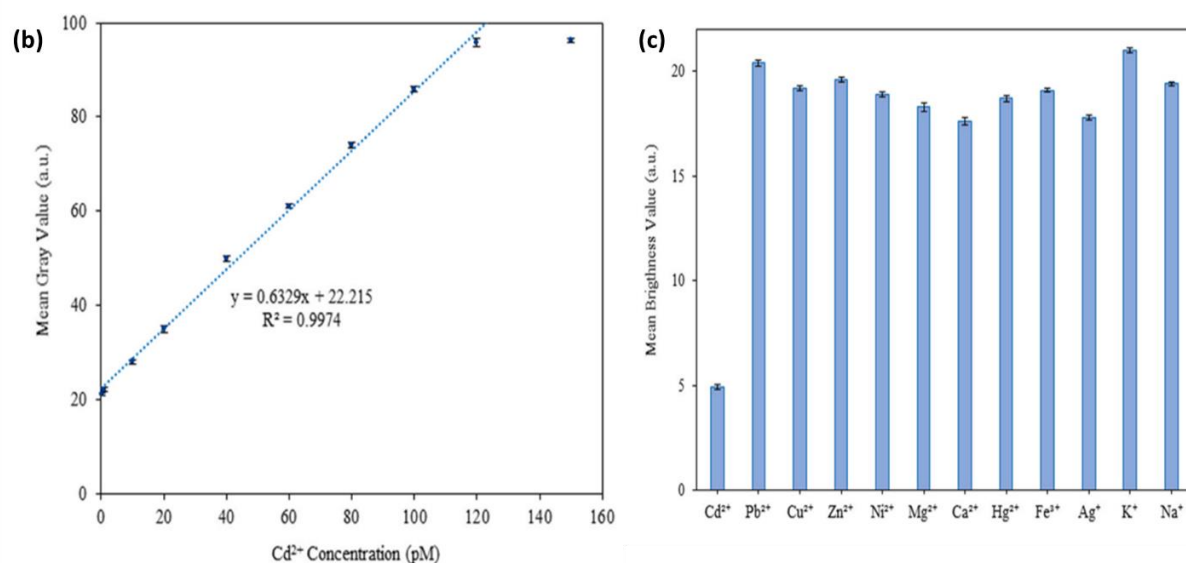 (b)
100
80
60
40
20
0
Mean Gray Value (a.u.)
y = 0.6329x + 22.215
R² = 0.9974
0 20 40 60 80 100 120 140 160
Cd²⁺ Concentration (pM)
(c)
20
15
10
5
0
Mean Brigthness Value (a.u.)
Cd²⁺ Pb²⁺ Cu²⁺ Zn²⁺ Ni²⁺ Mg²⁺ Ca²⁺ Hg²⁺ Fe³⁺ Ag⁺ K⁺ Na⁺